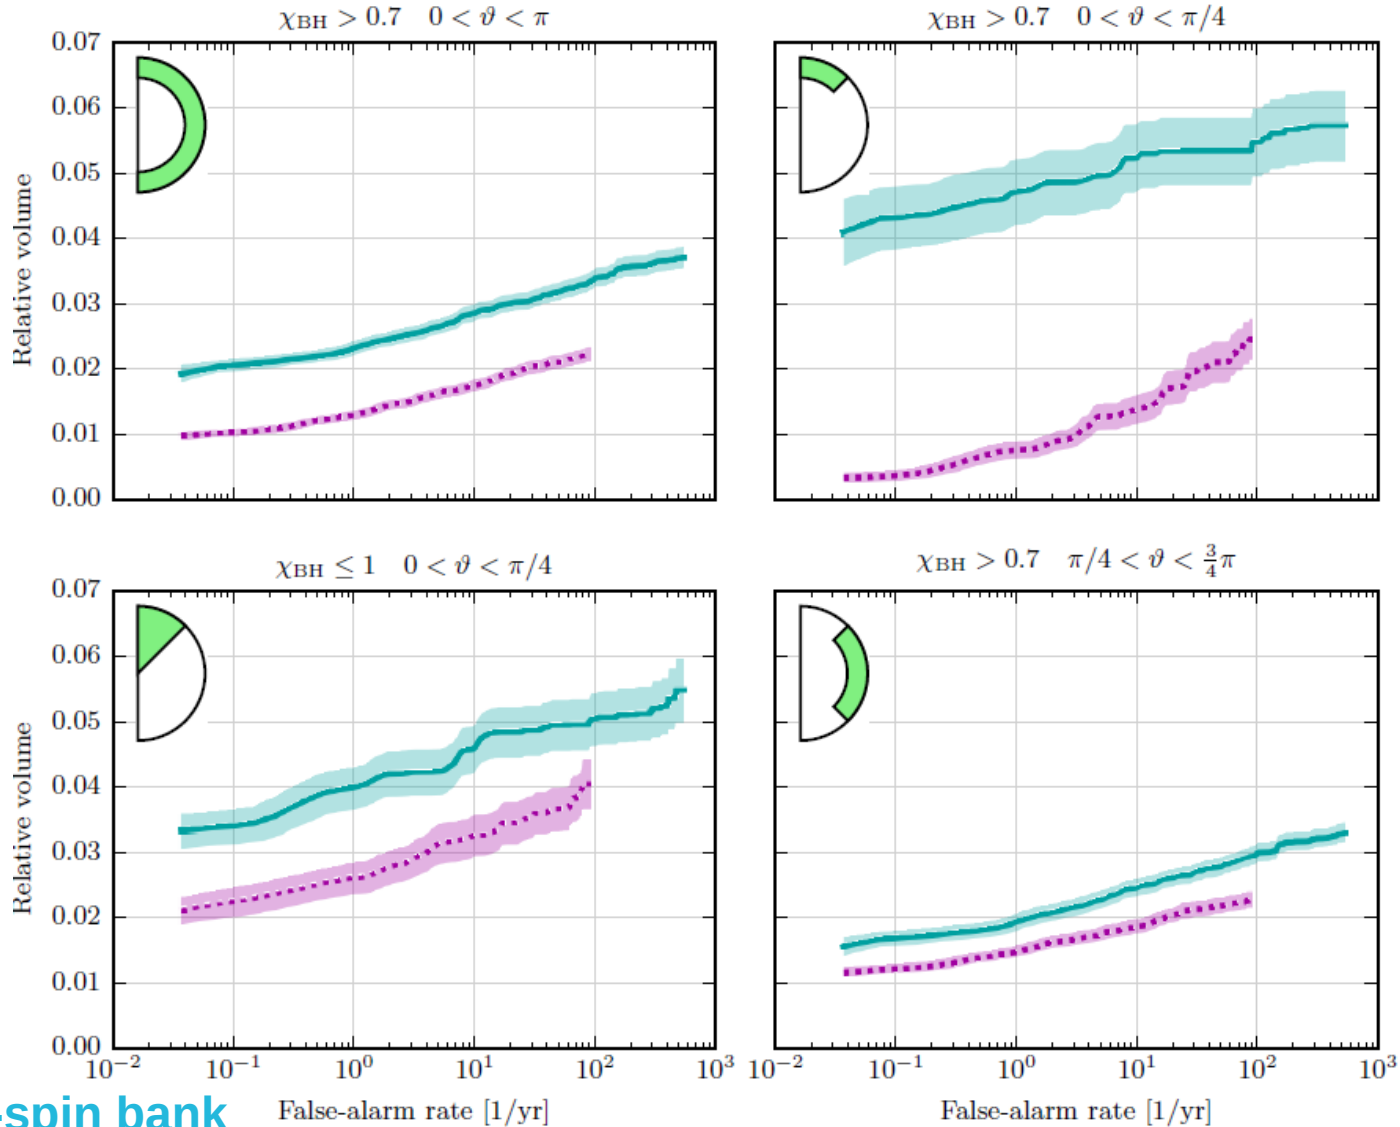 χBH > 0.7   0 < ϑ < π
χBH > 0.7   0 < ϑ < π/4
0.07
0.06
0.05
0.04
0.03
0.02
0.01
0.00
Relative volume
χBH ≤ 1   0 < ϑ < π/4
χBH > 0.7   π/4 < ϑ < 3/4 π
0.07
0.06
0.05
0.04
0.03
0.02
0.01
0.00
Relative volume
10⁻² 10⁻¹ 10⁰ 10¹ 10² 10³
10⁻² 10⁻¹ 10⁰ 10¹ 10² 10³
False-alarm rate [1/yr]
False-alarm rate [1/yr]
-spin bank